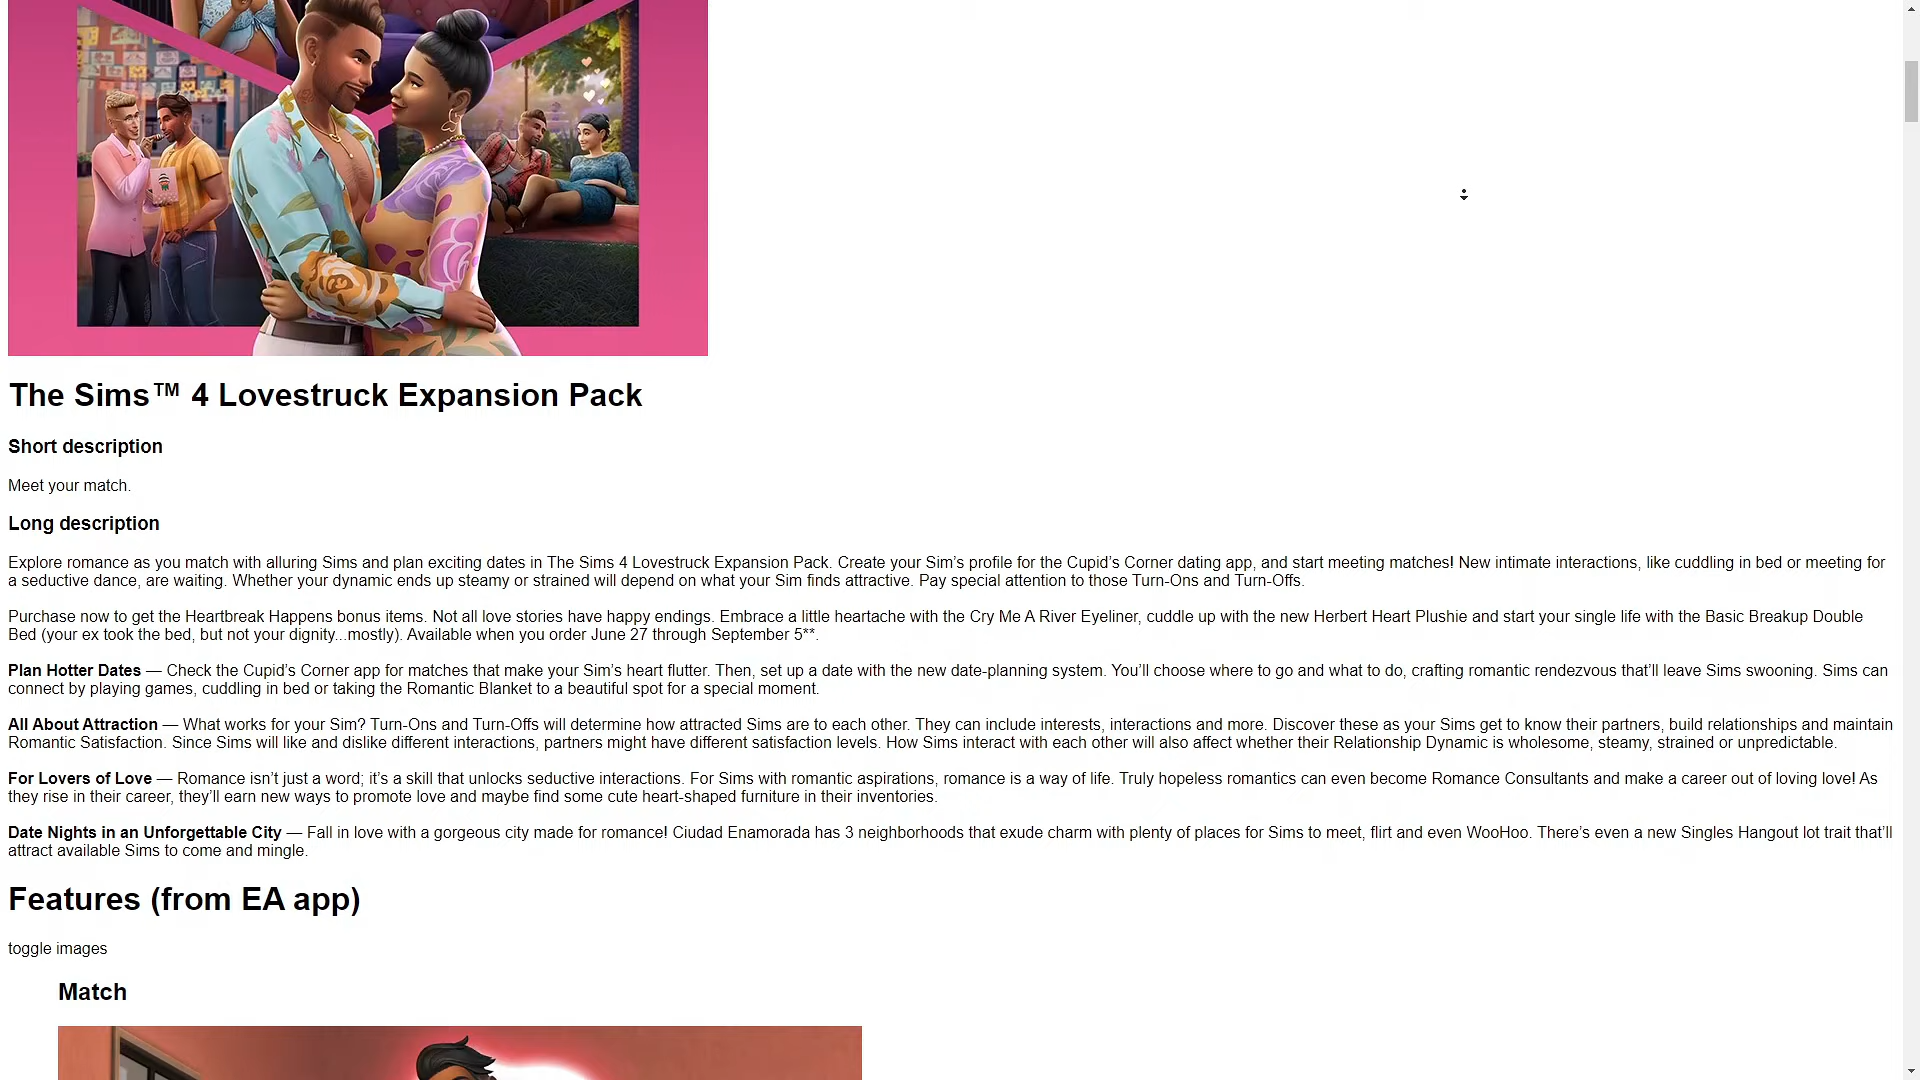 The Sims™ 4 Lovestruck Expansion Pack
Short description
Meet your match.
Long description
Explore romance as you match with alluring Sims and plan exciting dates in The Sims 4 Lovestruck Expansion Pack. Create your Sim’s profile for the Cupid’s Corner dating app, and start meeting matches! New intimate interactions, like cuddling in bed or meeting for
a seductive dance, are waiting. Whether your dynamic ends up steamy or strained will depend on what your Sim finds attractive. Pay special attention to those Turn-Ons and Turn-Offs.
Purchase now to get the Heartbreak Happens bonus items. Not all love stories have happy endings. Embrace a little heartache with the Cry Me A River Eyeliner, cuddle up with the new Herbert Heart Plushie and start your single life with the Basic Breakup Double
Bed (your ex took the bed, but not your dignity...mostly). Available when you order June 27 through September 5**.
Plan Hotter Dates — Check the Cupid’s Corner app for matches that make your Sim’s heart flutter. Then, set up a date with the new date-planning system. You’ll choose where to go and what to do, crafting romantic rendezvous that’ll leave Sims swooning. Sims can
connect by playing games, cuddling in bed or taking the Romantic Blanket to a beautiful spot for a special moment.
All About Attraction — What works for your Sim? Turn-Ons and Turn-Offs will determine how attracted Sims are to each other. They can include interests, interactions and more. Discover these as your Sims get to know their partners, build relationships and maintain
Romantic Satisfaction. Since Sims will like and dislike different interactions, partners might have different satisfaction levels. How Sims interact with each other will also affect whether their Relationship Dynamic is wholesome, steamy, strained or unpredictable.
For Lovers of Love — Romance isn’t just a word; it’s a skill that unlocks seductive interactions. For Sims with romantic aspirations, romance is a way of life. Truly hopeless romantics can even become Romance Consultants and make a career out of loving love! As
they rise in their career, they’ll earn new ways to promote love and maybe find some cute heart-shaped furniture in their inventories.
Date Nights in an Unforgettable City — Fall in love with a gorgeous city made for romance! Ciudad Enamorada has 3 neighborhoods that exude charm with plenty of places for Sims to meet, flirt and even WooHoo. There’s even a new Singles Hangout lot trait that’ll
attract available Sims to come and mingle.
Features (from EA app)
toggle images
Match